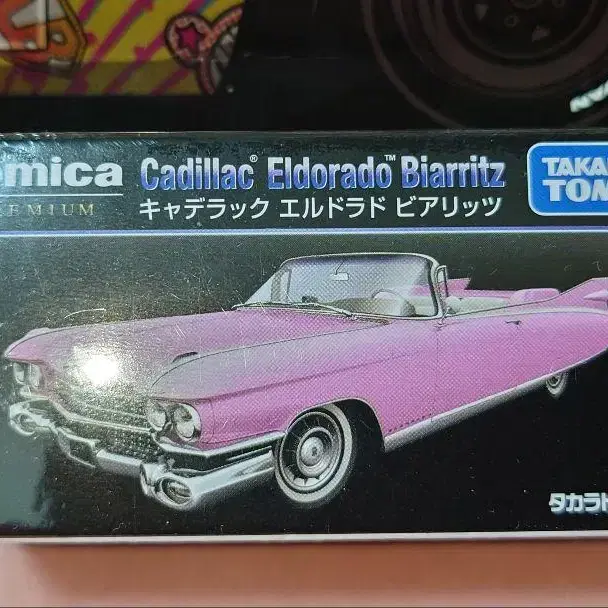 omica
EMIUM
Cadillac® Eldorado™ Biarritz
キャデラック エルドラド ビアリッツ
TAKA
TOM
タカラト